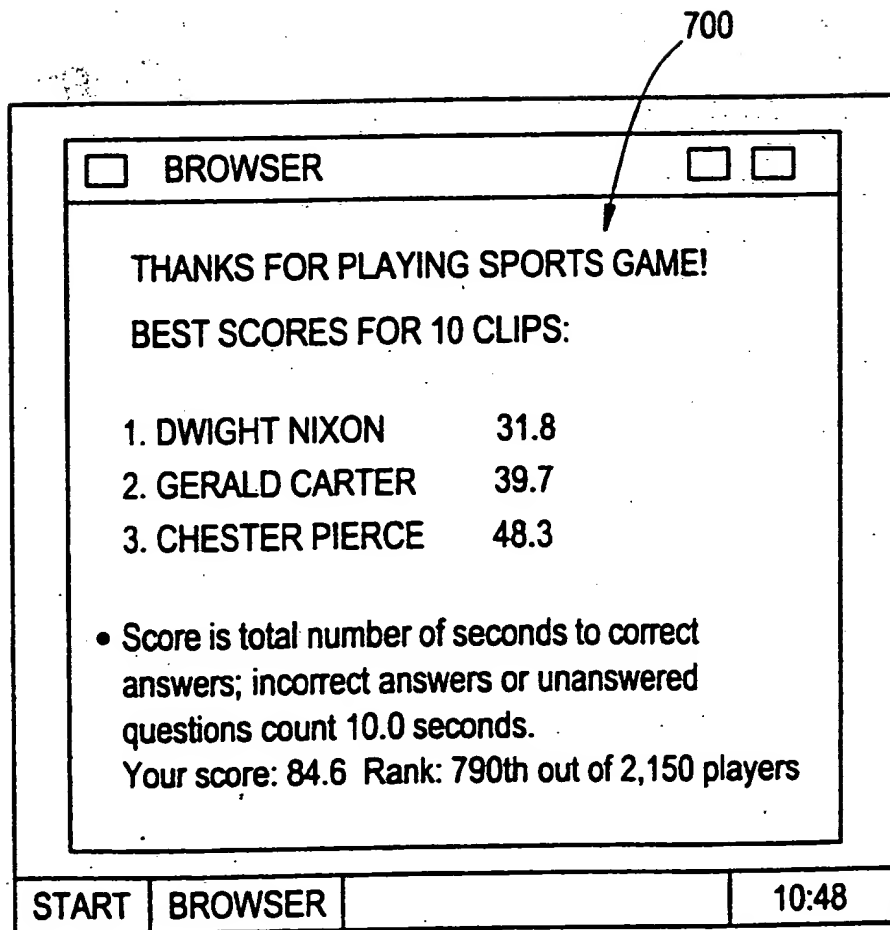 700
BROWSER
THANKS FOR PLAYING SPORTS GAME!
BEST SCORES FOR 10 CLIPS:
1. DWIGHT NIXON 31.8
2. GERALD CARTER 39.7
3. CHESTER PIERCE 48.3
• Score is total number of seconds to correct
answers; incorrect answers or unanswered
questions count 10.0 seconds.
Your score: 84.6 Rank: 790th out of 2,150 players
START BROWSER 10:48